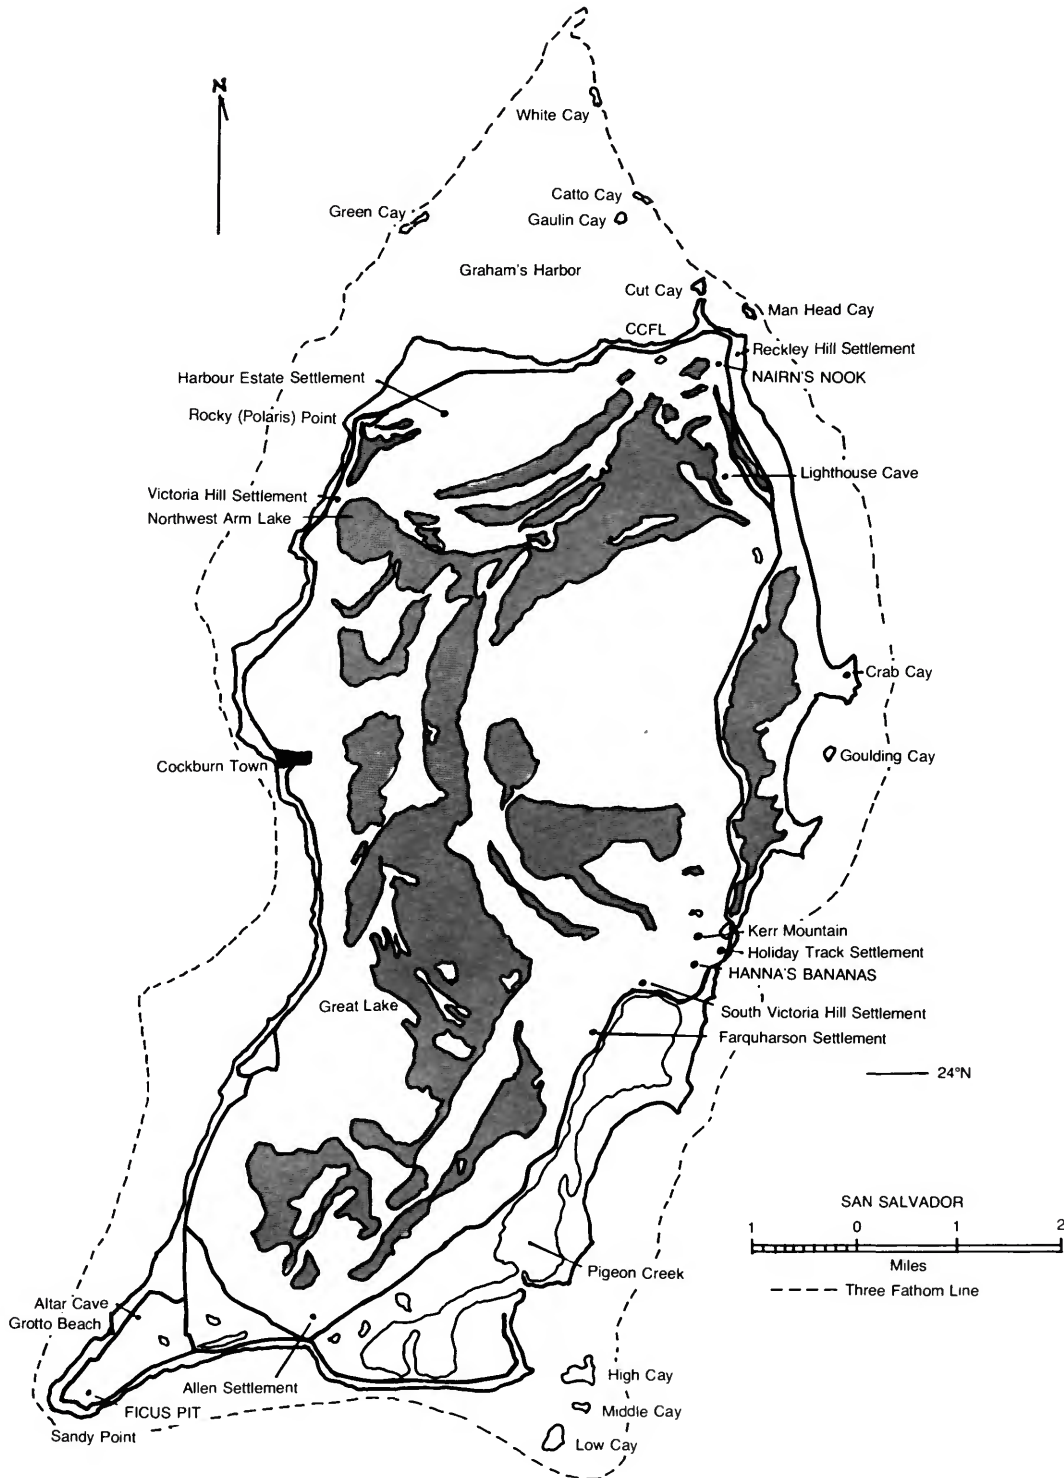 N
White Cay
Catto Cay
Green Cay
Gaulin Cay
Graham's Harbor
Cut Cay
Man Head Cay
CCFL
Reckley Hill Settlement
Harbour Estate Settlement
NAIRN'S NOOK
Rocky (Polaris) Point
Lighthouse Cave
Victoria Hill Settlement
Northwest Arm Lake
Crab Cay
Goulding Cay
Cockburn Town
Kerr Mountain
Holiday Track Settlement
HANNA'S BANANAS
Great Lake
South Victoria Hill Settlement
Farquharson Settlement
24°N
SAN SALVADOR
1 0 1 2
Miles
Pigeon Creek
Three Fathom Line
Altar Cave
Grotto Beach
High Cay
Allen Settlement
FICUS PIT
Middle Cay
Sandy Point
Low Cay